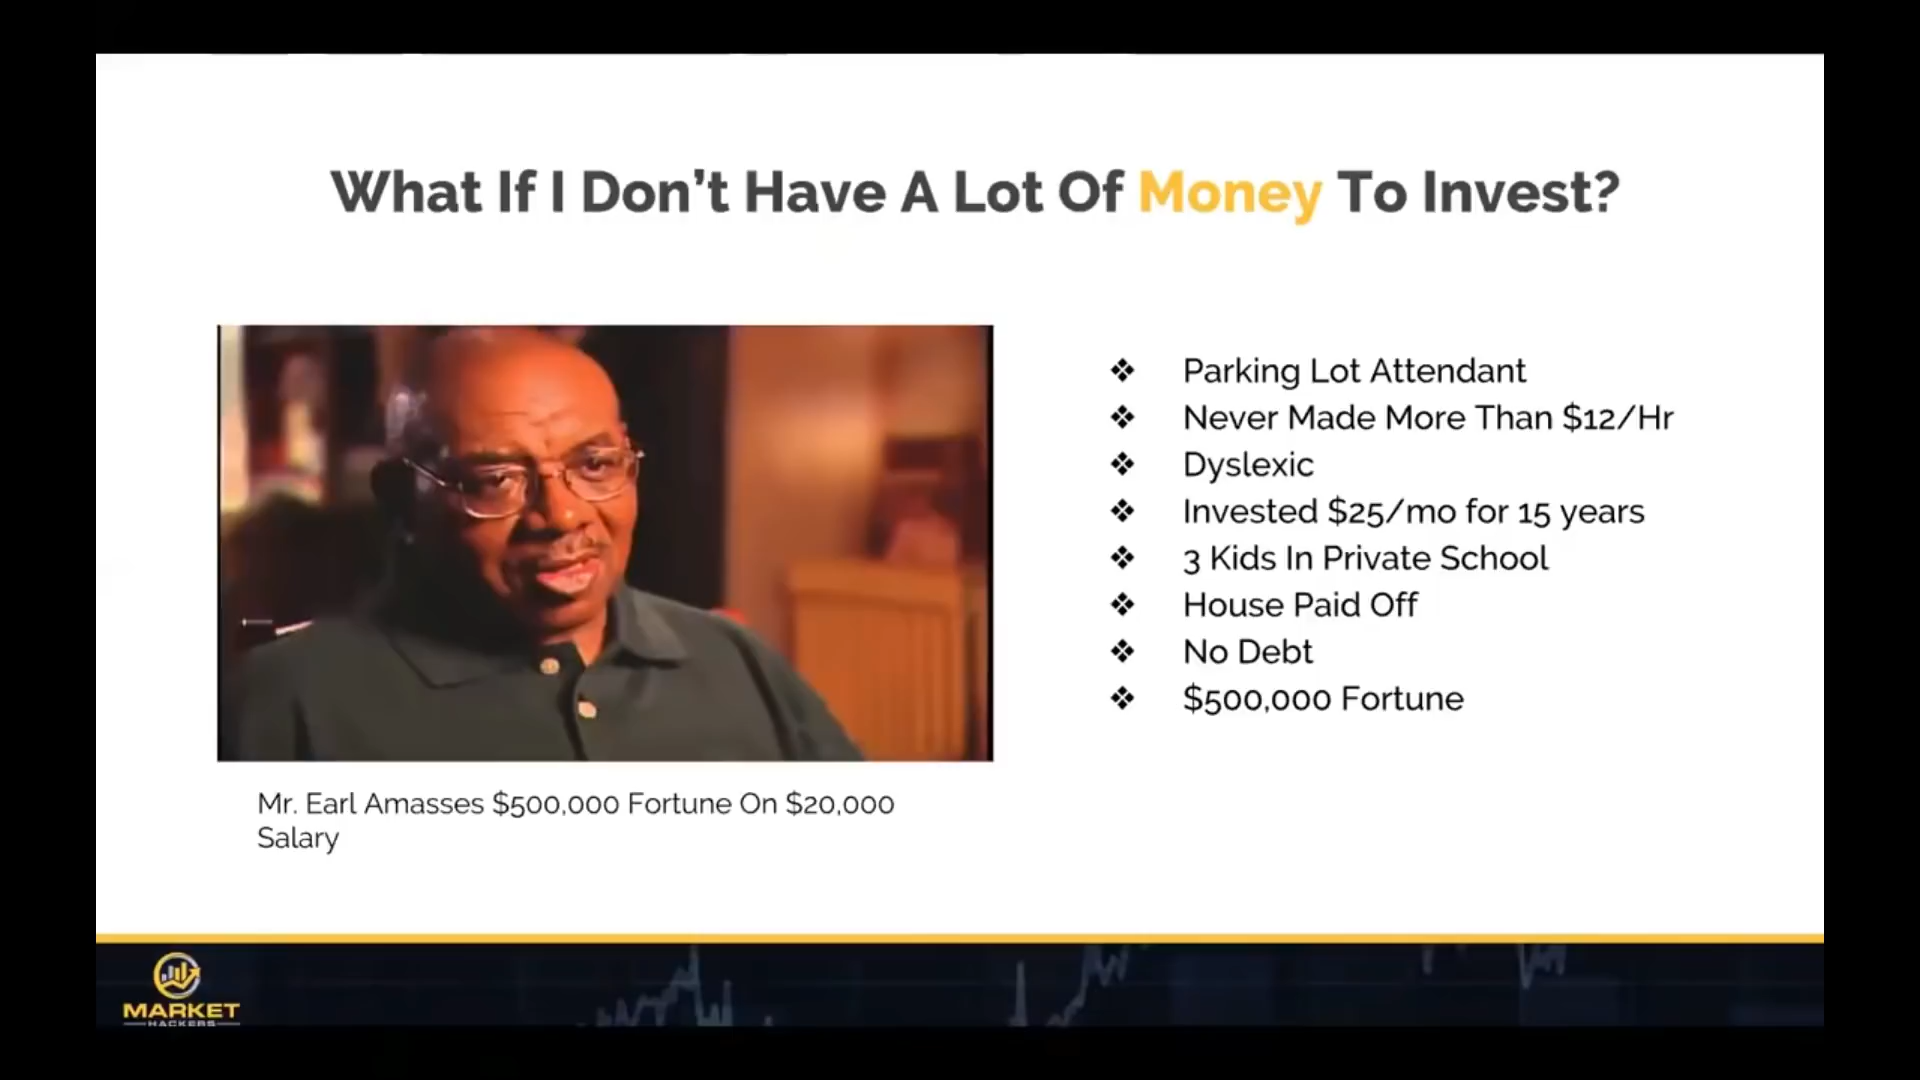 What If I Don't Have A Lot Of Money To Invest?
Parking Lot Attendant
Never Made More Than $12/Hr
Dyslexic
Invested $25/mo for 15 years
3 Kids In Private School
House Paid Off
No Debt
$500,000 Fortune
Mr. Earl Amasses $500,000 Fortune On $20,000
Salary
MARKET
HACKERS